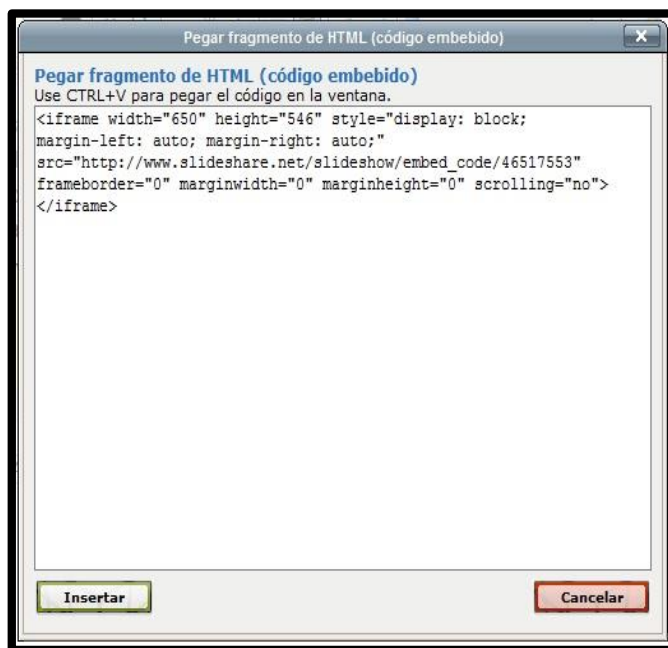 Pegar fragmento de HTML (código embebido)
X
Pegar fragmento de HTML (código embebido)
Use CTRL+V para pegar el código en la ventana.
<iframe width="650" height="546" style="display: block;
margin-left: auto; margin-right: auto;"
src="http://www.slideshare.net/slideshow/embed_code/46517553"
frameborder="0" marginwidth="0" marginheight="0" scrolling="no">
</iframe>
Insertar
Cancelar